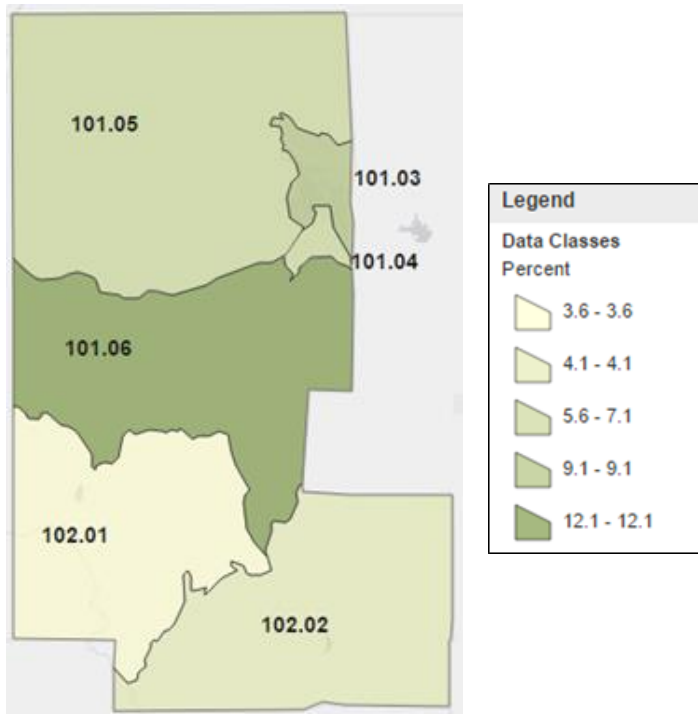 101.05
101.03
101.04
101.06
102.01
102.02
Legend
Data Classes
Percent
3.6 - 3.6
4.1 - 4.1
5.6 - 7.1
9.1 - 9.1
12.1 - 12.1